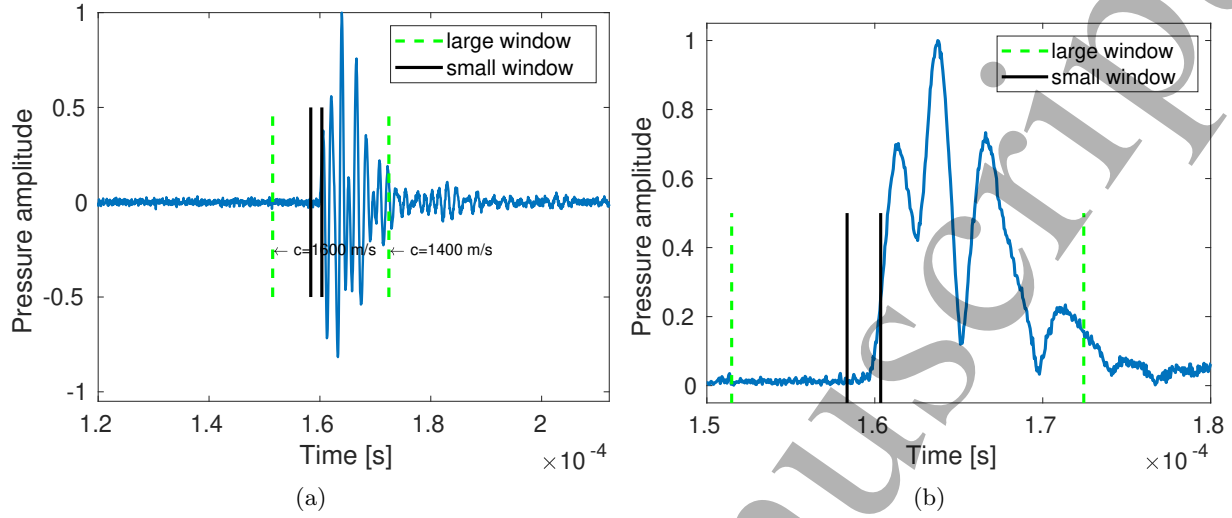 1
0.5
0
-0.5
-1
Pressure amplitude
large window
small window
← c=1600 m/s
← c=1400 m/s
1.2
1.4
1.6
1.8
2
Time [s]
×10-4
(a)
1
0.8
0.6
0.4
0.2
0
Pressure amplitude
large window
small window
1.5
1.6
1.7
1.8
Time [s]
×10-4
(b)
uscrip